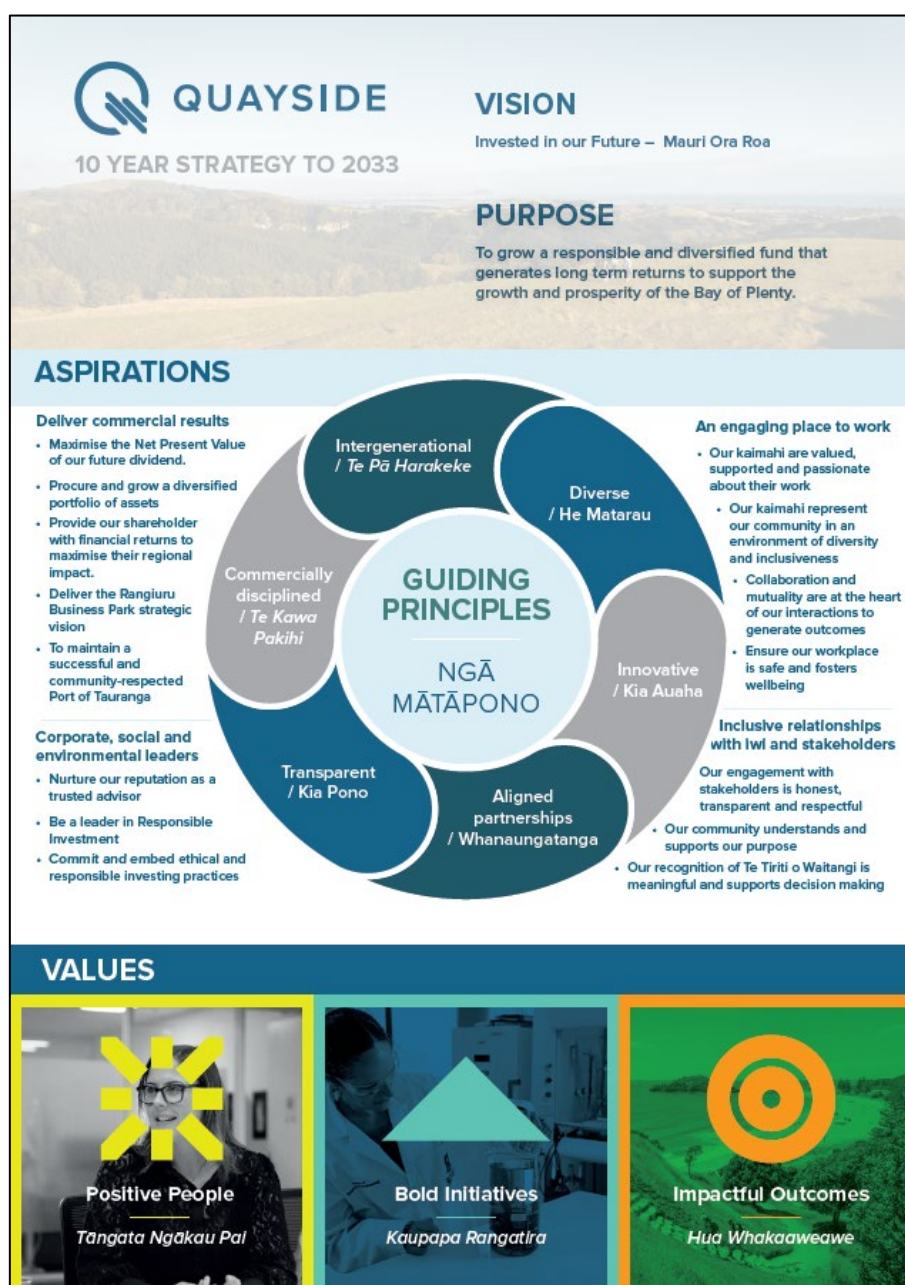 QUAYSIDE
10 YEAR STRATEGY TO 2033
VISION
Invested in our Future – Mauri Ora Roa
PURPOSE
To grow a responsible and diversified fund that
generates long term returns to support the
growth and prosperity of the Bay of Plenty.
ASPIRATIONS
Deliver commercial results
• Maximise the Net Present Value
of our future dividend.
• Procure and grow a diversified
portfolio of assets
• Provide our shareholder
with financial returns to
maximise their regional
impact.
• Deliver the Rangiuru
Business Park strategic
vision
• To maintain a
successful and
community-respected
Port of Tauranga
Corporate, social and
environmental leaders
• Nurture our reputation as a
trusted advisor
• Be a leader in Responsible
Investment
• Commit and embed ethical and
responsible investing practices
Intergenerational
/ Te Pā Harakeke
Diverse
/ He Matarau
Innovative
/ Kia Auaha
Aligned
partnerships
/ Whanaungatanga
Transparent
/ Kia Pono
Commercially
disciplined
/ Te Kawa
Pakihi
GUIDING
PRINCIPLES
NGĀ
MĀTĀPONO
An engaging place to work
• Our kaimahi are valued,
supported and passionate
about their work
• Our kaimahi represent
our community in an
environment of diversity
and inclusiveness
• Collaboration and
mutuality are at the heart
of our interactions to
generate outcomes
• Ensure our workplace
is safe and fosters
wellbeing
Inclusive relationships
with iwi and stakeholders
Our engagement with
stakeholders is honest,
transparent and respectful
• Our community understands and
supports our purpose
• Our recognition of Te Tiriti o Waitangi is
meaningful and supports decision making
VALUES
Positive People
Tāngata Ngākau Pai
Bold Initiatives
Kaupapa Rangatira
Impactful Outcomes
Hua Whakaaweawe